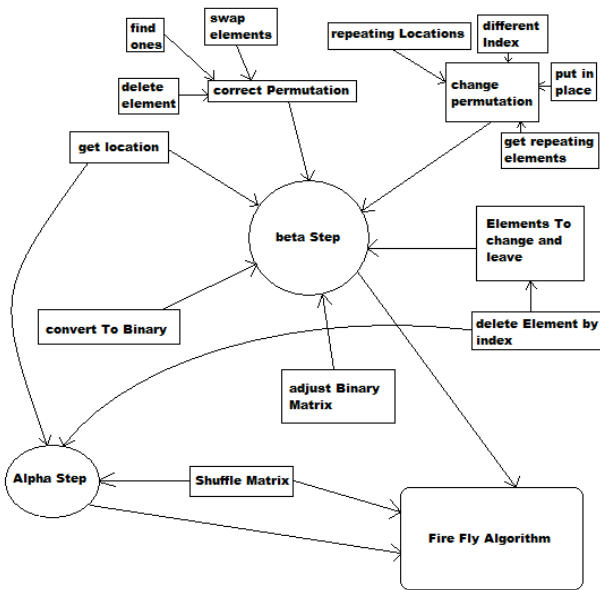 find
ones
swap
elements
repeating Locations
different
Index
delete
element
correct Permutation
change
permutation
put in
place
get location
get repeating
elements
beta Step
Elements To
change and
leave
convert To Binary
delete Element by
index
adjust Binary
Matrix
Alpha Step
Shuffle Matrix
Fire Fly Algorithm